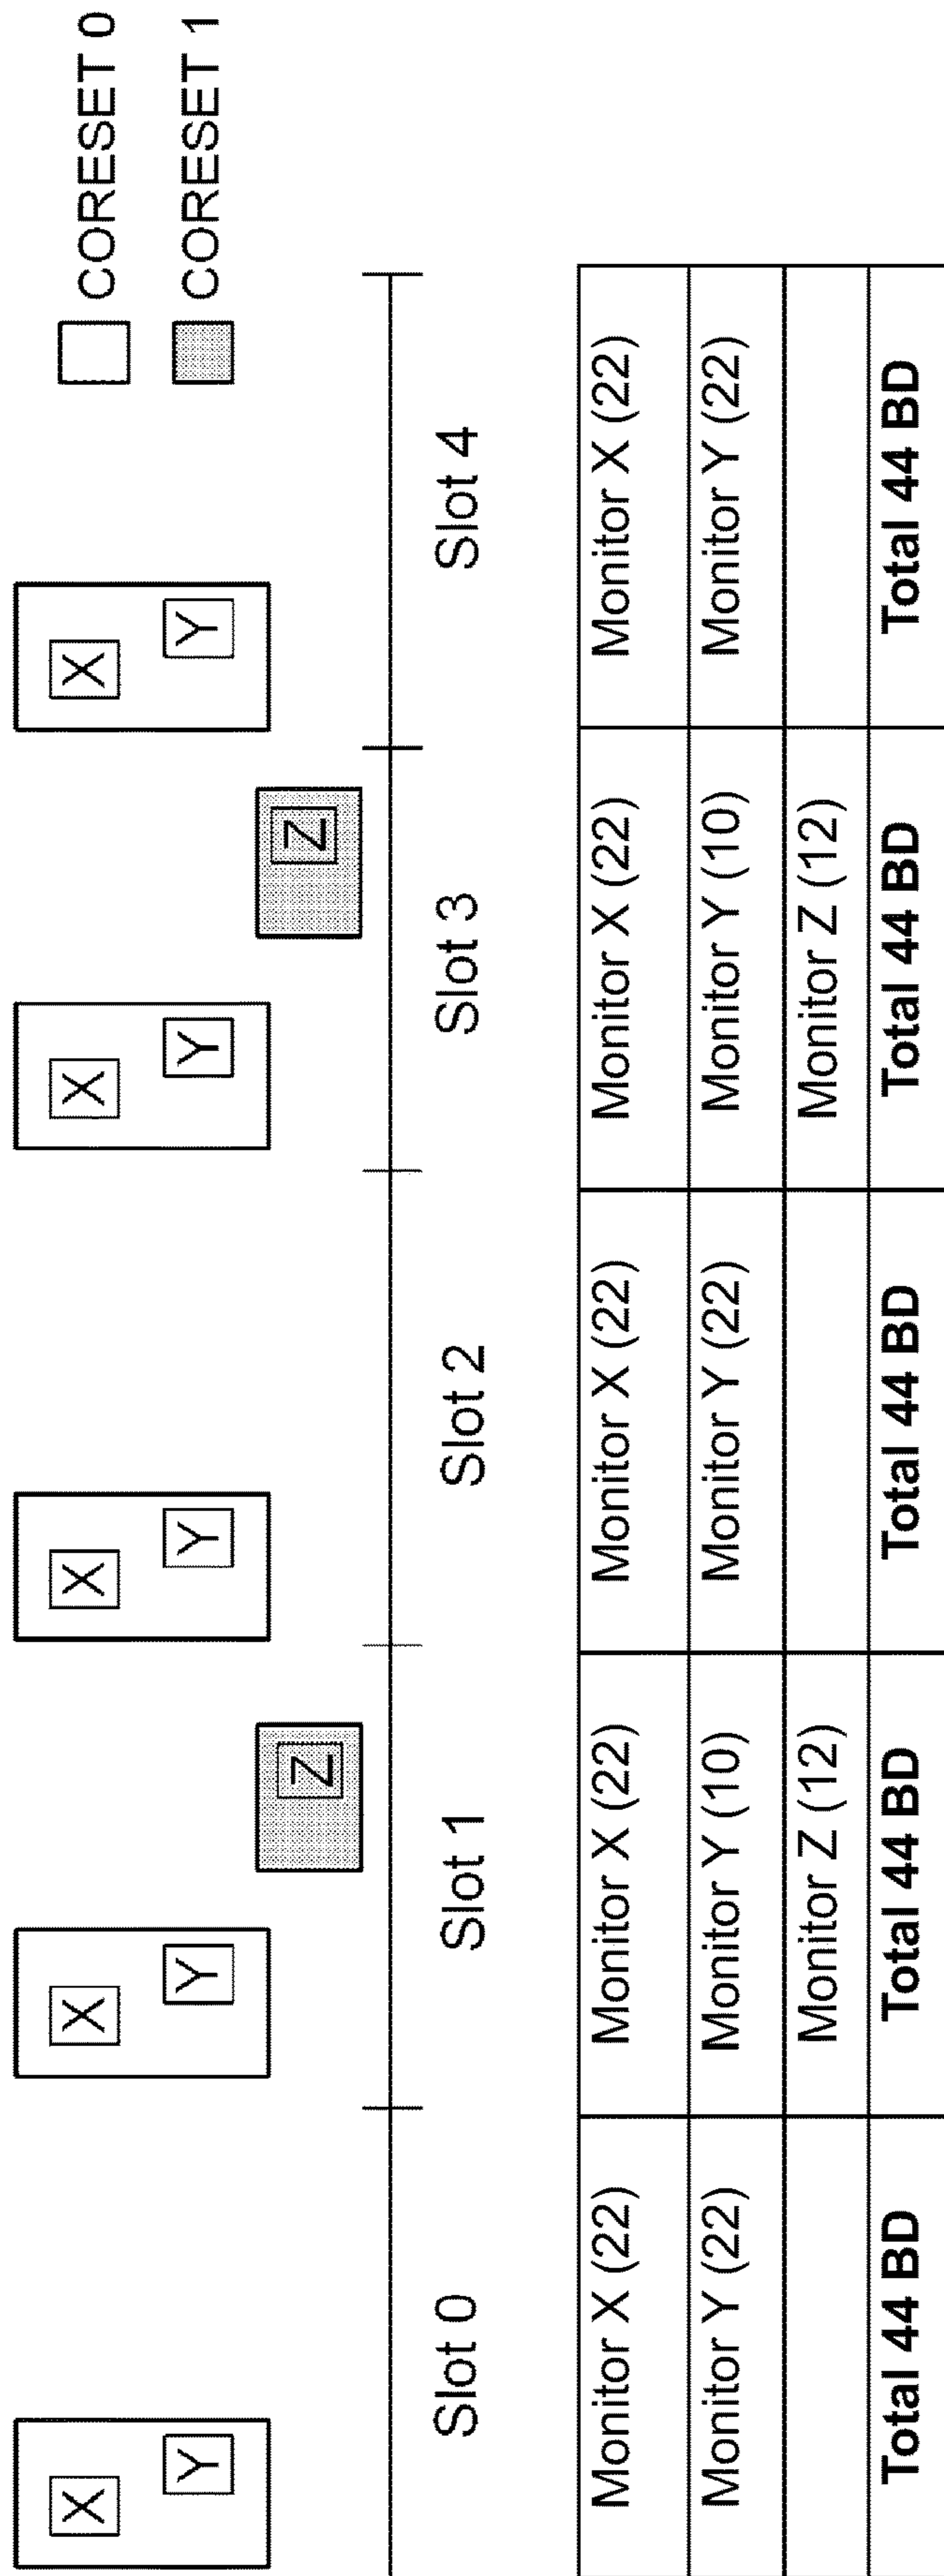 CORESET 0
CORESET 1
X
Y
X
Y
Z
X
Y
X
Y
Z
X
Y
Slot 0
Slot 1
Slot 2
Slot 3
Slot 4
Monitor X (22)
Monitor X (22)
Monitor X (22)
Monitor X (22)
Monitor X (22)
Monitor Y (22)
Monitor Y (10)
Monitor Y (22)
Monitor Y (10)
Monitor Y (22)
Monitor Z (12)
Monitor Z (12)
Total 44 BD
Total 44 BD
Total 44 BD
Total 44 BD
Total 44 BD